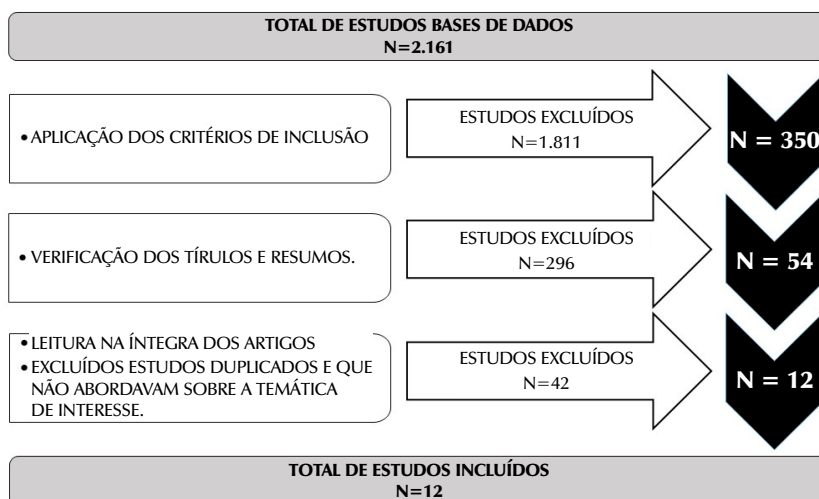 TOTAL DE ESTUDOS BASES DE DADOS
N=2.161
• APLICAÇÃO DOS CRITÉRIOS DE INCLUSÃO
ESTUDOS EXCLUÍDOS
N=1.811
N = 350
• VERIFICAÇÃO DOS TÍRULOS E RESUMOS.
ESTUDOS EXCLUÍDOS
N=296
N = 54
• LEITURA NA ÍNTEGRA DOS ARTIGOS
• EXCLUÍDOS ESTUDOS DUPLICADOS E QUE
NÃO ABORDAVAM SOBRE A TEMÁTICA
DE INTERESSE.
ESTUDOS EXCLUÍDOS
N=42
N = 12
TOTAL DE ESTUDOS INCLUÍDOS
N=12